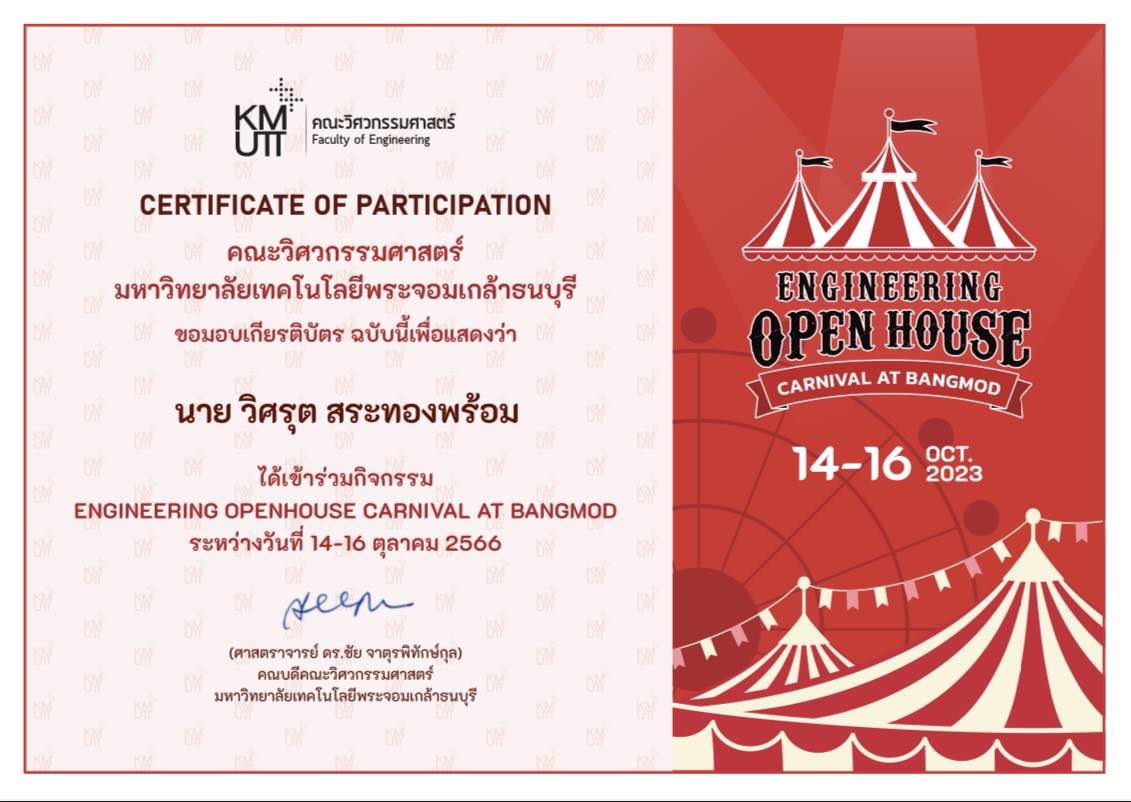 KMUTT
คณะวิศวกรรมศาสตร์
Faculty of Engineering
CERTIFICATE OF PARTICIPATION
คณะวิศวกรรมศาสตร์
มหาวิทยาลัยเทคโนโลยีพระจอมเกล้าธนบุรี
ขอมอบเกียรติบัตร ฉบับนี้เพื่อแสดงว่า
นาย วิศรุต สระทองพร้อม
ได้เข้าร่วมกิจกรรม
ENGINEERING OPENHOUSE CARNIVAL AT BANGMOD
ระหว่างวันที่ 14-16 ตุลาคม 2566
(ศาสตราจารย์ ดร.ชัย จาตุรพิทักษ์กุล)
คณบดีคณะวิศวกรรมศาสตร์
มหาวิทยาลัยเทคโนโลยีพระจอมเกล้าธนบุรี
ENGINEERING
OPEN HOUSE
CARNIVAL AT BANGMOD
14-16 OCT. 2023